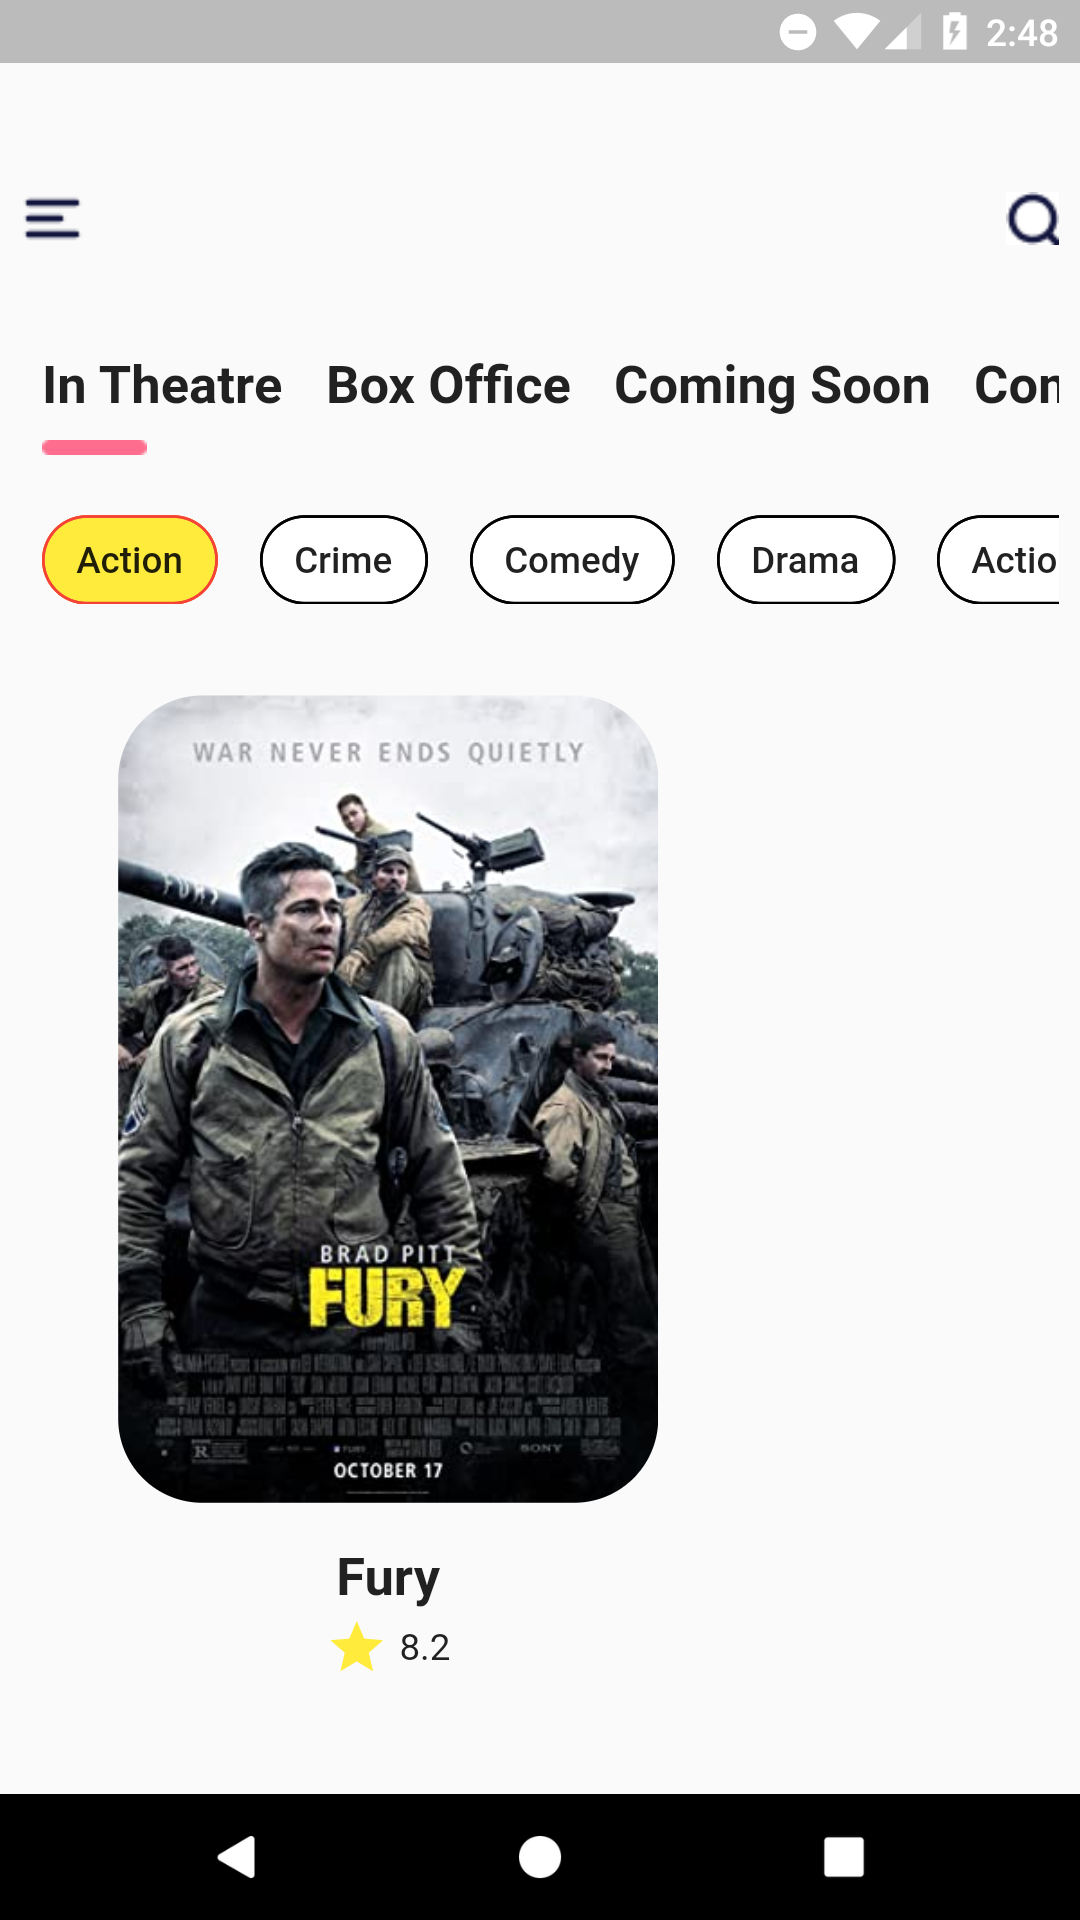 2:48
In Theatre Box Office Coming Soon Con
Action Crime Comedy Drama Actio
WAR NEVER ENDS QUIETLY
FURY
BRAD PITT
FURY
R
FURY
SONY
OCTOBER 17
Fury
8.2